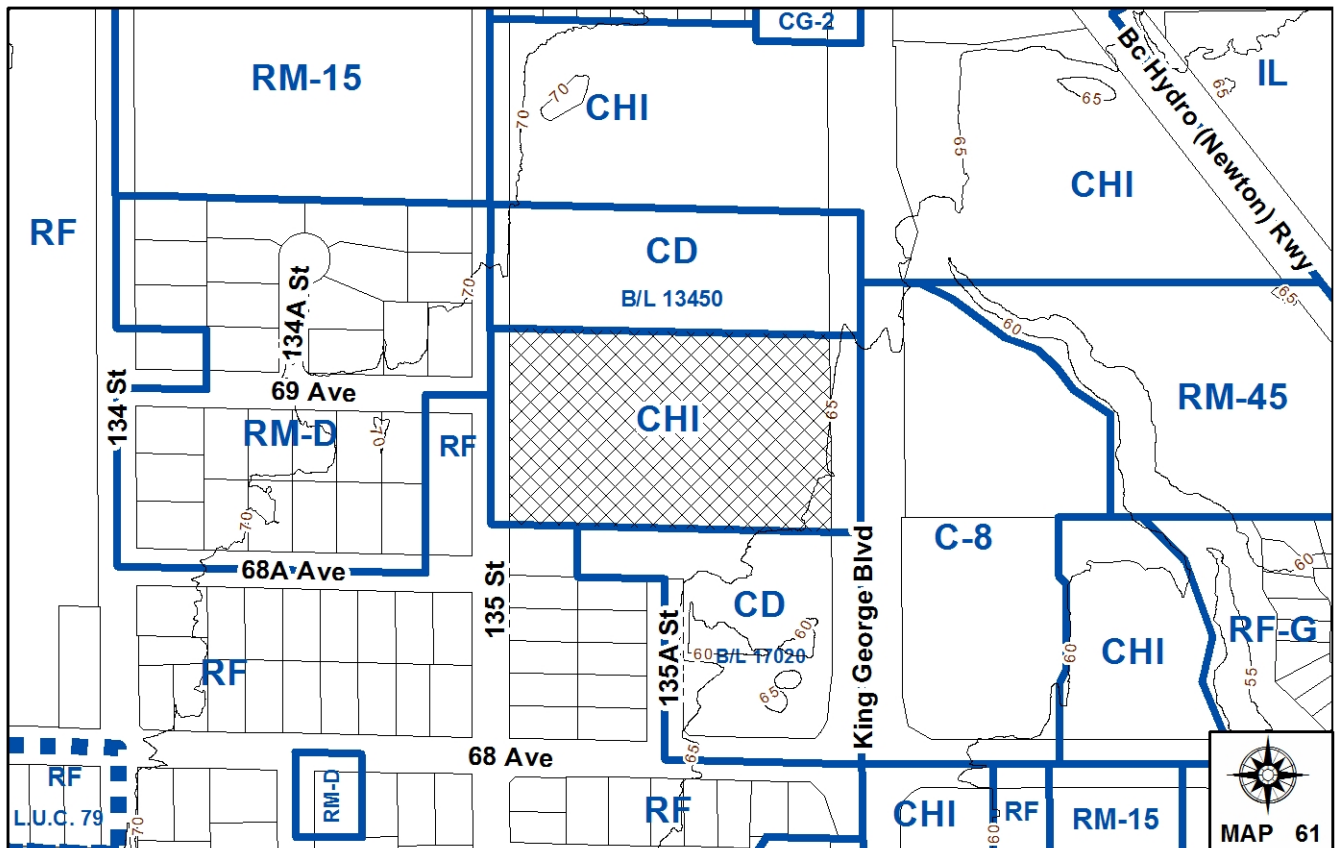 CG-2
RM-15
CHI
IL
Bc Hydro (Newton) Rwy
70
70
65
65
65
CHI
RF
CD
B/L 13450
70
134A St
65
60
134 St
69 Ave
RM-D
70
RF
CHI
65
RM-45
70
68A Ave
135 St
King George Blvd
C-8
60
135A St
CD
60
60
B/L 17020
65
60
CHI
RF-G
55
RF
68 Ave
65
RF
L.U.C. 79
70
RM-D
RF
CHI
60
RF
RM-15
MAP 61